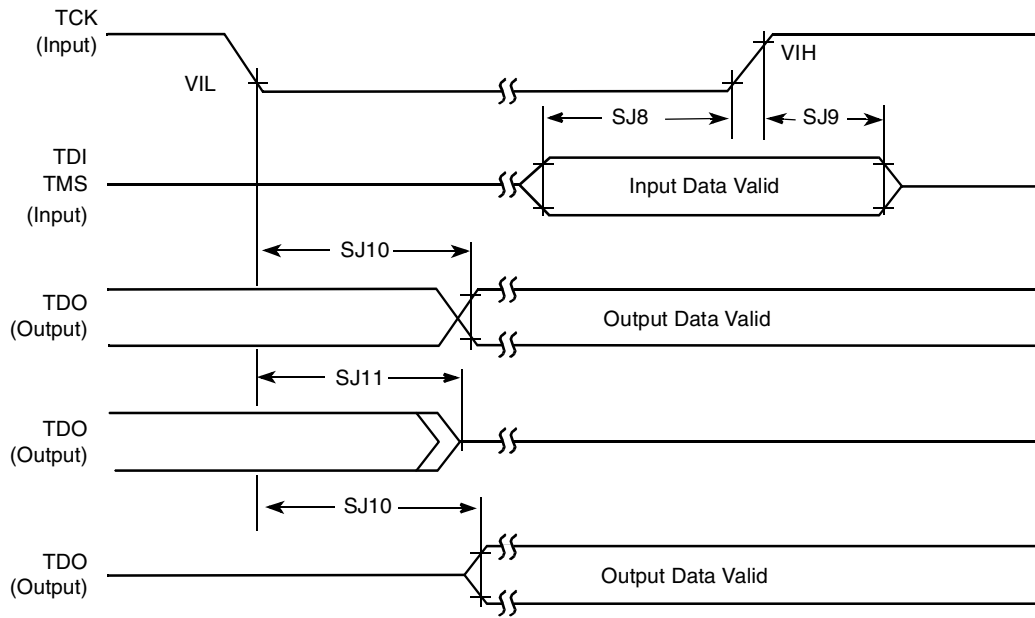 TCK
(Input)
VIL
VIH
SJ8
SJ9
TDI
TMS
(Input)
Input Data Valid
SJ10
TDO
(Output)
Output Data Valid
SJ11
TDO
(Output)
SJ10
TDO
(Output)
Output Data Valid